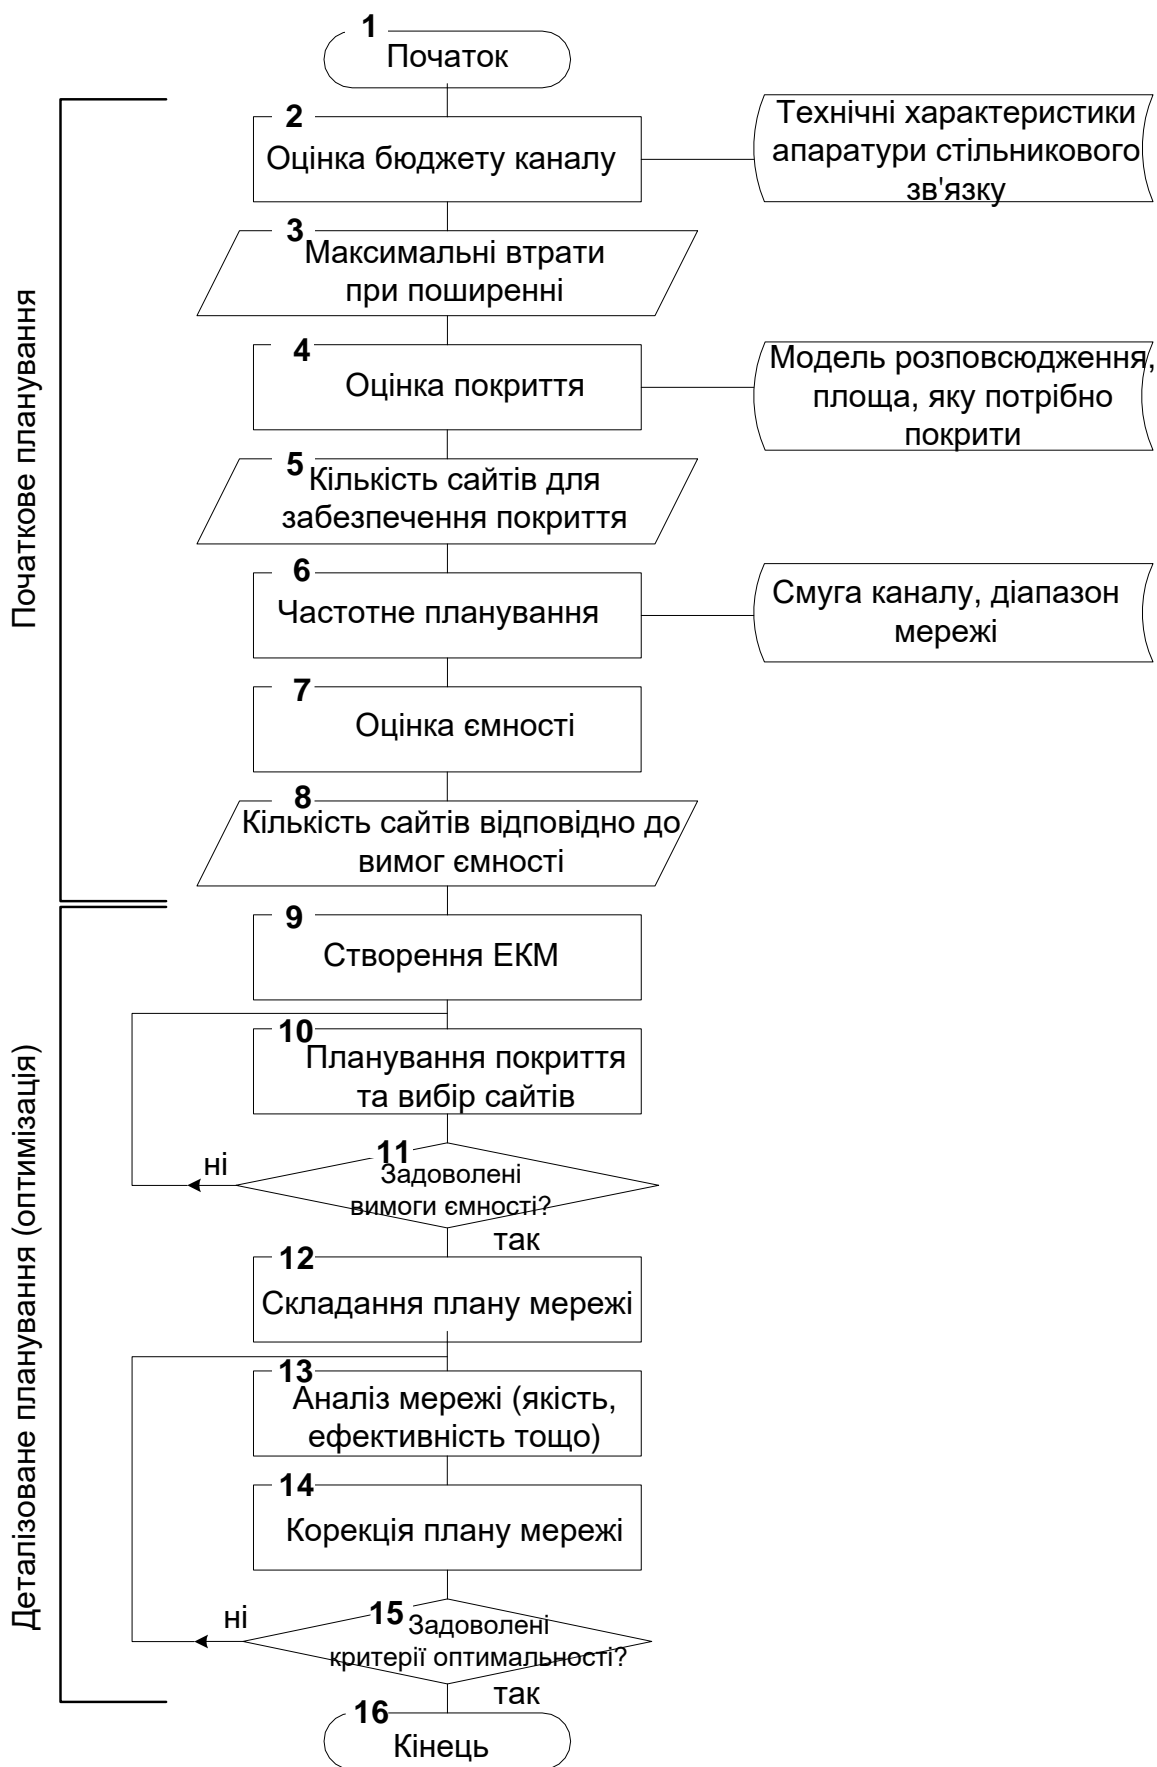 1
Початок
2
Оцінка бюджету каналу
Технічні характеристики
апаратури стільникового
зв'язку
3
Максимальні втрати
при поширенні
4
Оцінка покриття
Модель розповсюдження,
площа, яку потрібно
покрити
5
Кількість сайтів для
забезпечення покриття
6
Частотне планування
Смуга каналу, діапазон
мережі
7
Оцінка ємності
8
Кількість сайтів відповідно до
вимог ємності
Початкове планування
9
Створення ЕКМ
10
Планування покриття
та вибір сайтів
11
Задоволені
вимоги ємності?
ні
так
12
Складання плану мережі
13
Аналіз мережі (якість,
ефективність тощо)
14
Корекція плану мережі
15
Задоволені
критерії оптимальності?
ні
так
16
Кінець
Деталізоване планування (оптимізація)